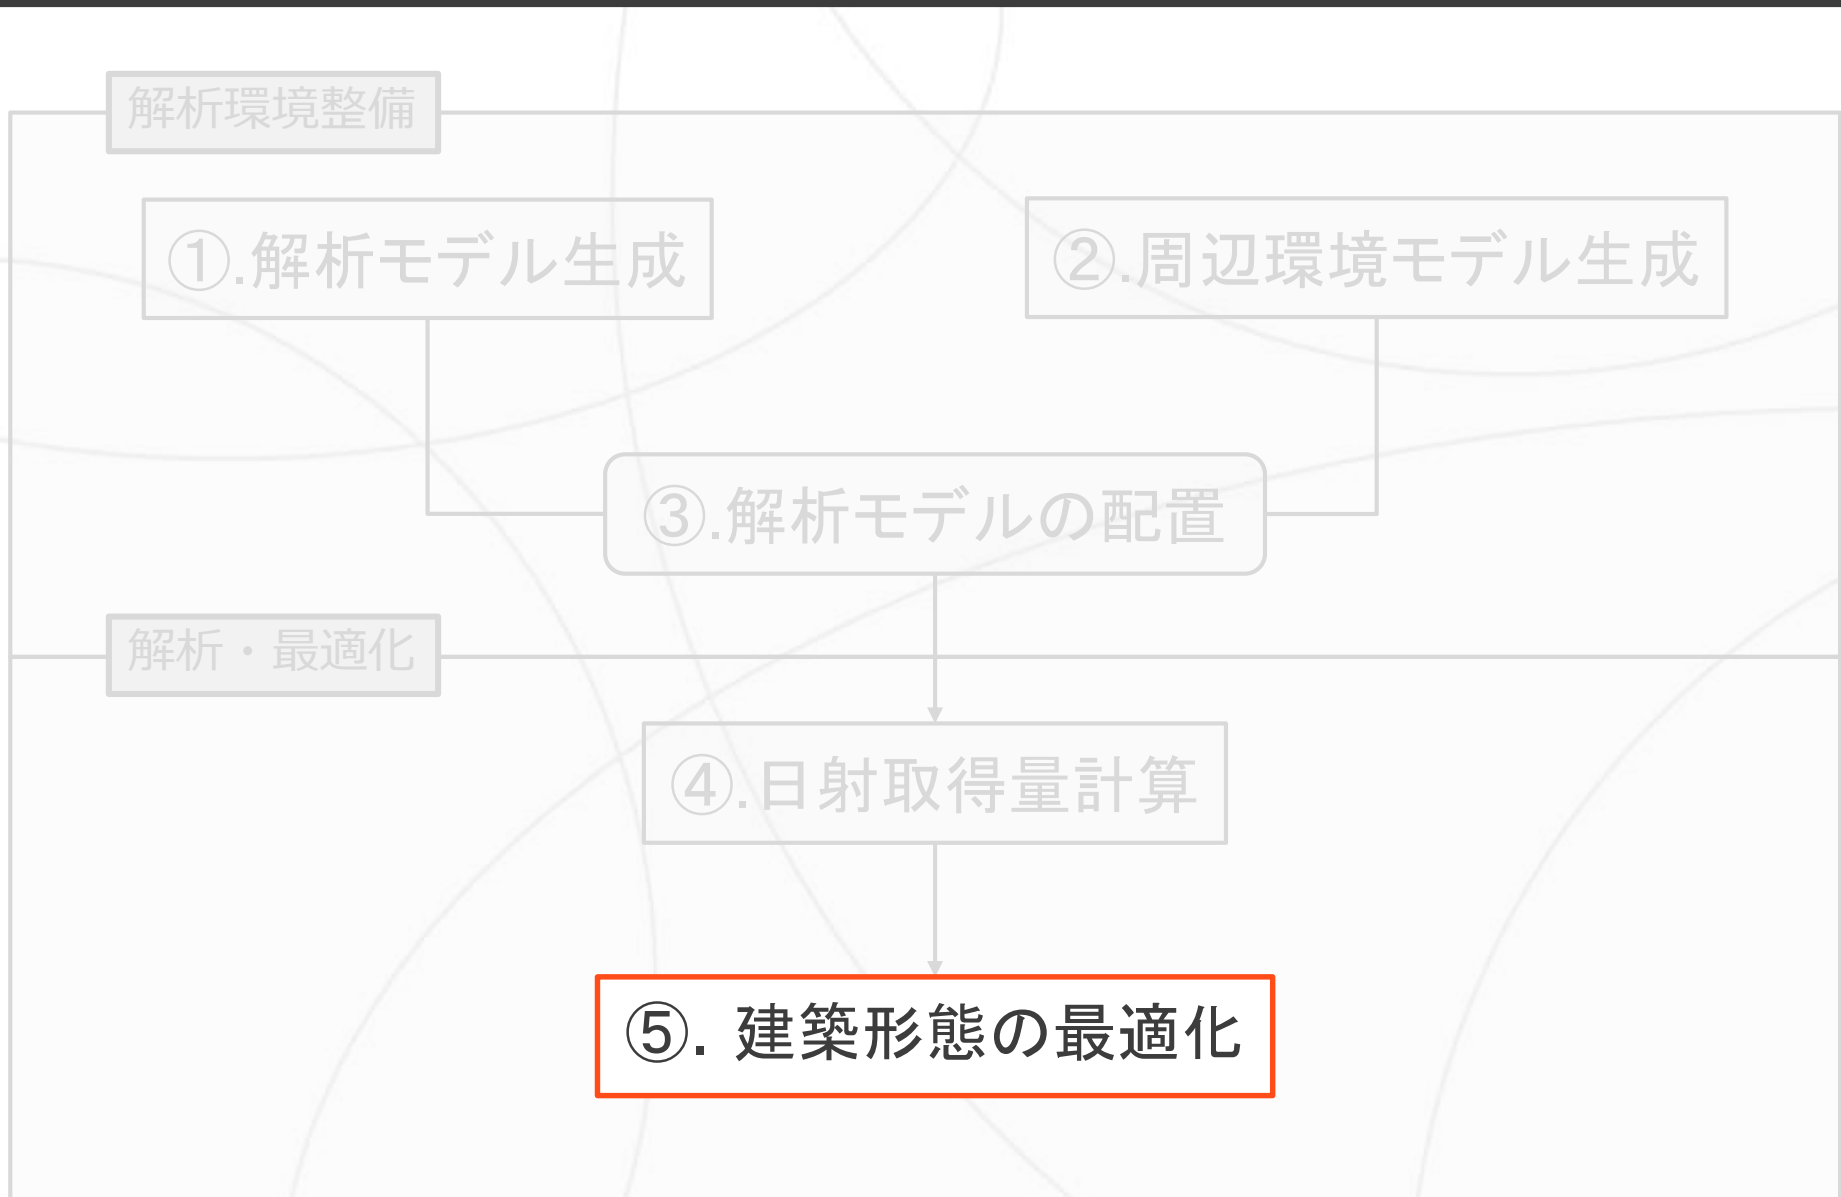 解析環境整備
①.解析モデル生成
②.周辺環境モデル生成
③.解析モデルの配置
解析・最適化
④.日射取得量計算
⑤. 建築形態の最適化